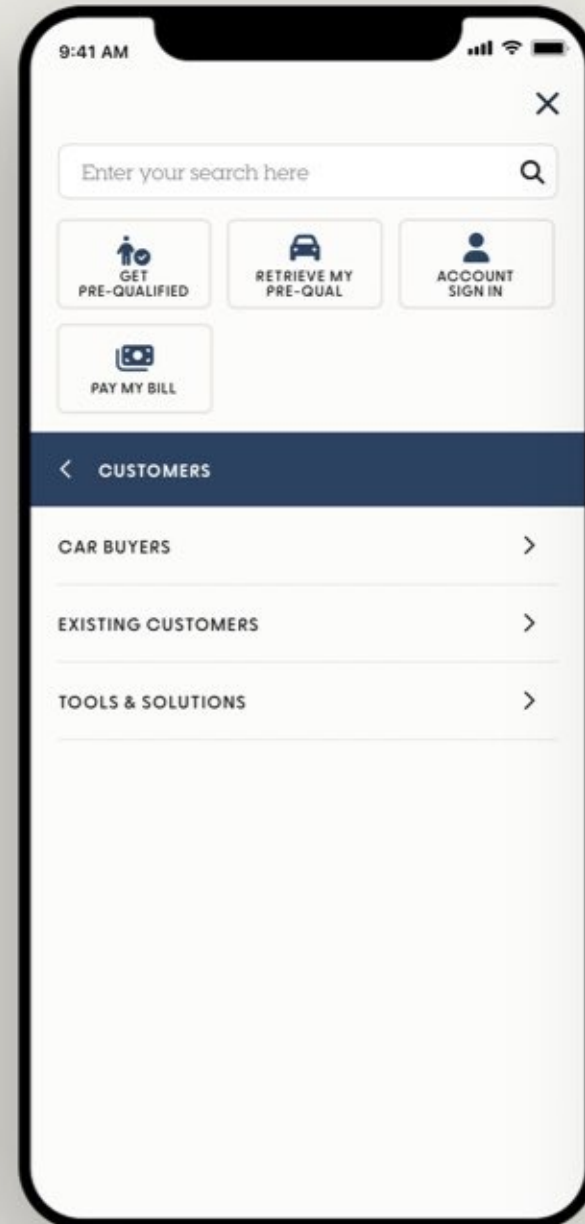 9:41 AM
Enter your search here
GET
PRE-QUALIFIED
RETRIEVE MY
PRE-QUAL
ACCOUNT
SIGN IN
PAY MY BILL
CUSTOMERS
CAR BUYERS
EXISTING CUSTOMERS
TOOLS & SOLUTIONS